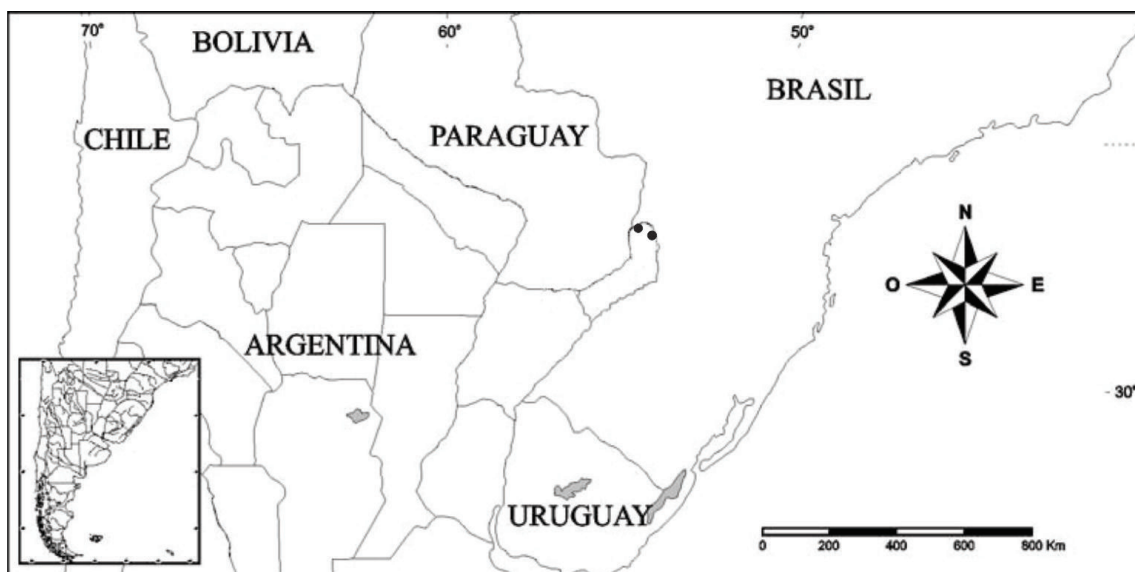 70°
60°
50°
BOLIVIA
BRASIL
CHILE
PARAGUAY
N
O
E
S
ARGENTINA
30°
URUGUAY
0 200 400 600 800 Km